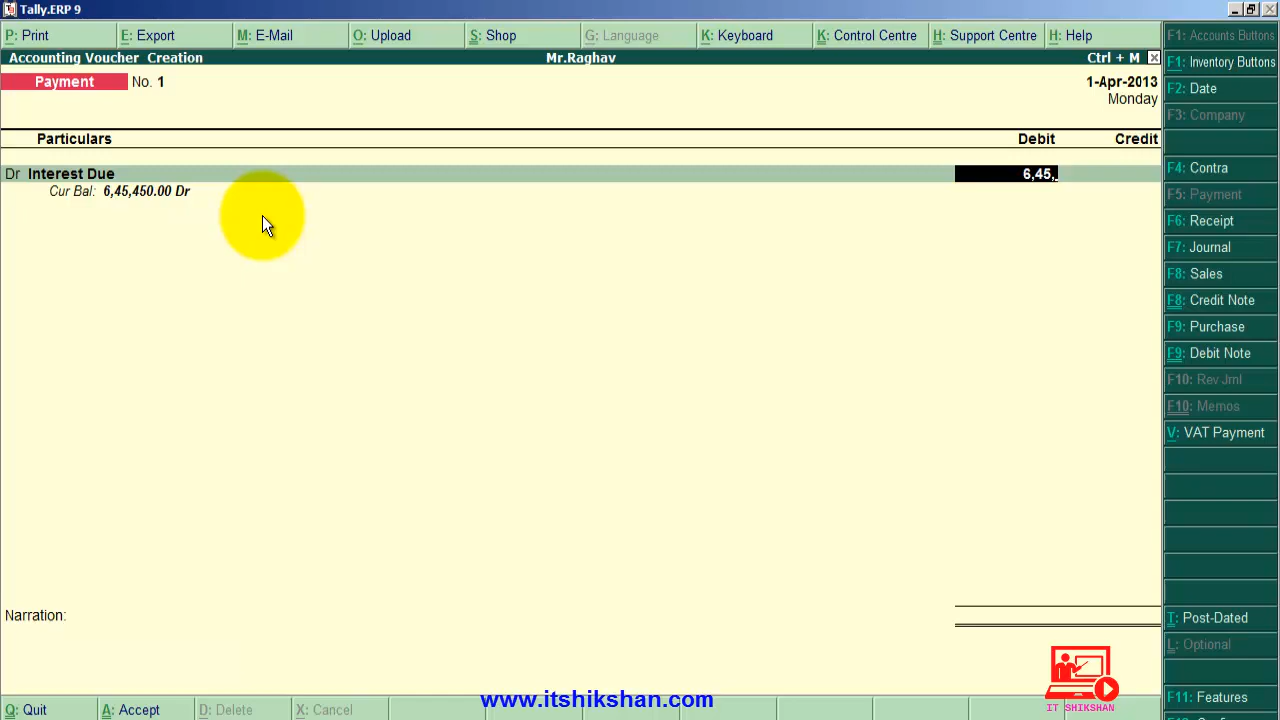 Tally.ERP 9
P: Print
E: Export
M: E-Mail
O: Upload
S: Shop
G: Language
K: Keyboard
K: Control Centre
H: Support Centre
H: Help
Accounting Voucher Creation
Mr.Raghav
Ctrl + M
Payment No. 1
1-Apr-2013
Monday
Particulars
Debit
Credit
Dr Interest Due
6,45,
Cur Bal: 6,45,450.00 Dr
Narration:
F1: Accounts Buttons
F1: Inventory Buttons
F2: Date
F3: Company
F4: Contra
F5: Payment
F6: Receipt
F7: Journal
F8: Sales
F8: Credit Note
F9: Purchase
F9: Debit Note
F10: Rev Jrnl
F10: Memos
V: VAT Payment
T: Post-Dated
L: Optional
F11: Features
Q: Quit
A: Accept
D: Delete
X: Cancel
www.itshikshan.com
IT SHIKSHAN